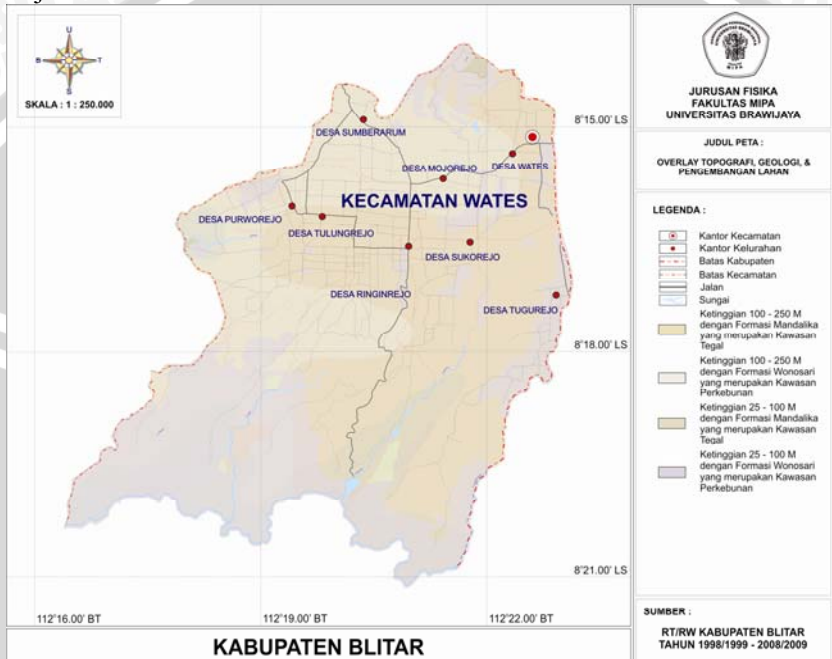 U
B T
S
SKALA : 1 : 250.000
8°15.00' LS
DESA SUMBERARUM
DESA MOJOREJO
DESA WATES
KECAMATAN WATES
DESA PURWOREJO
DESA TULUNGREJO
DESA SUKOREJO
DESA RINGINREJO
DESA TUGUREJO
8°18.00' LS
8°21.00' LS
112°16.00' BT
112°19.00' BT
112°22.00' BT
KABUPATEN BLITAR
JURUSAN FISIKA
FAKULTAS MIPA
UNIVERSITAS BRAWIJAYA
JUDUL PETA :
OVERLAY TOPOGRAFI, GEOLOGI, &
PENGEMBANGAN LAHAN
LEGENDA :
Kantor Kecamatan
Kantor Kelurahan
Batas Kabupaten
Batas Kecamatan
Jalan
Sungai
Ketinggian 100 - 250 M
dengan Formasi Mandalika
yang merupakan Kawasan
Tegal
Ketinggian 100 - 250 M
dengan Formasi Wonosari
yang merupakan Kawasan
Perkebunan
Ketinggian 25 - 100 M
dengan Formasi Mandalika
yang merupakan Kawasan
Tegal
Ketinggian 25 - 100 M
dengan Formasi Wonosari
yang merupakan Kawasan
Perkebunan
SUMBER :
RT/RW KABUPATEN BLITAR
TAHUN 1998/1999 - 2008/2009